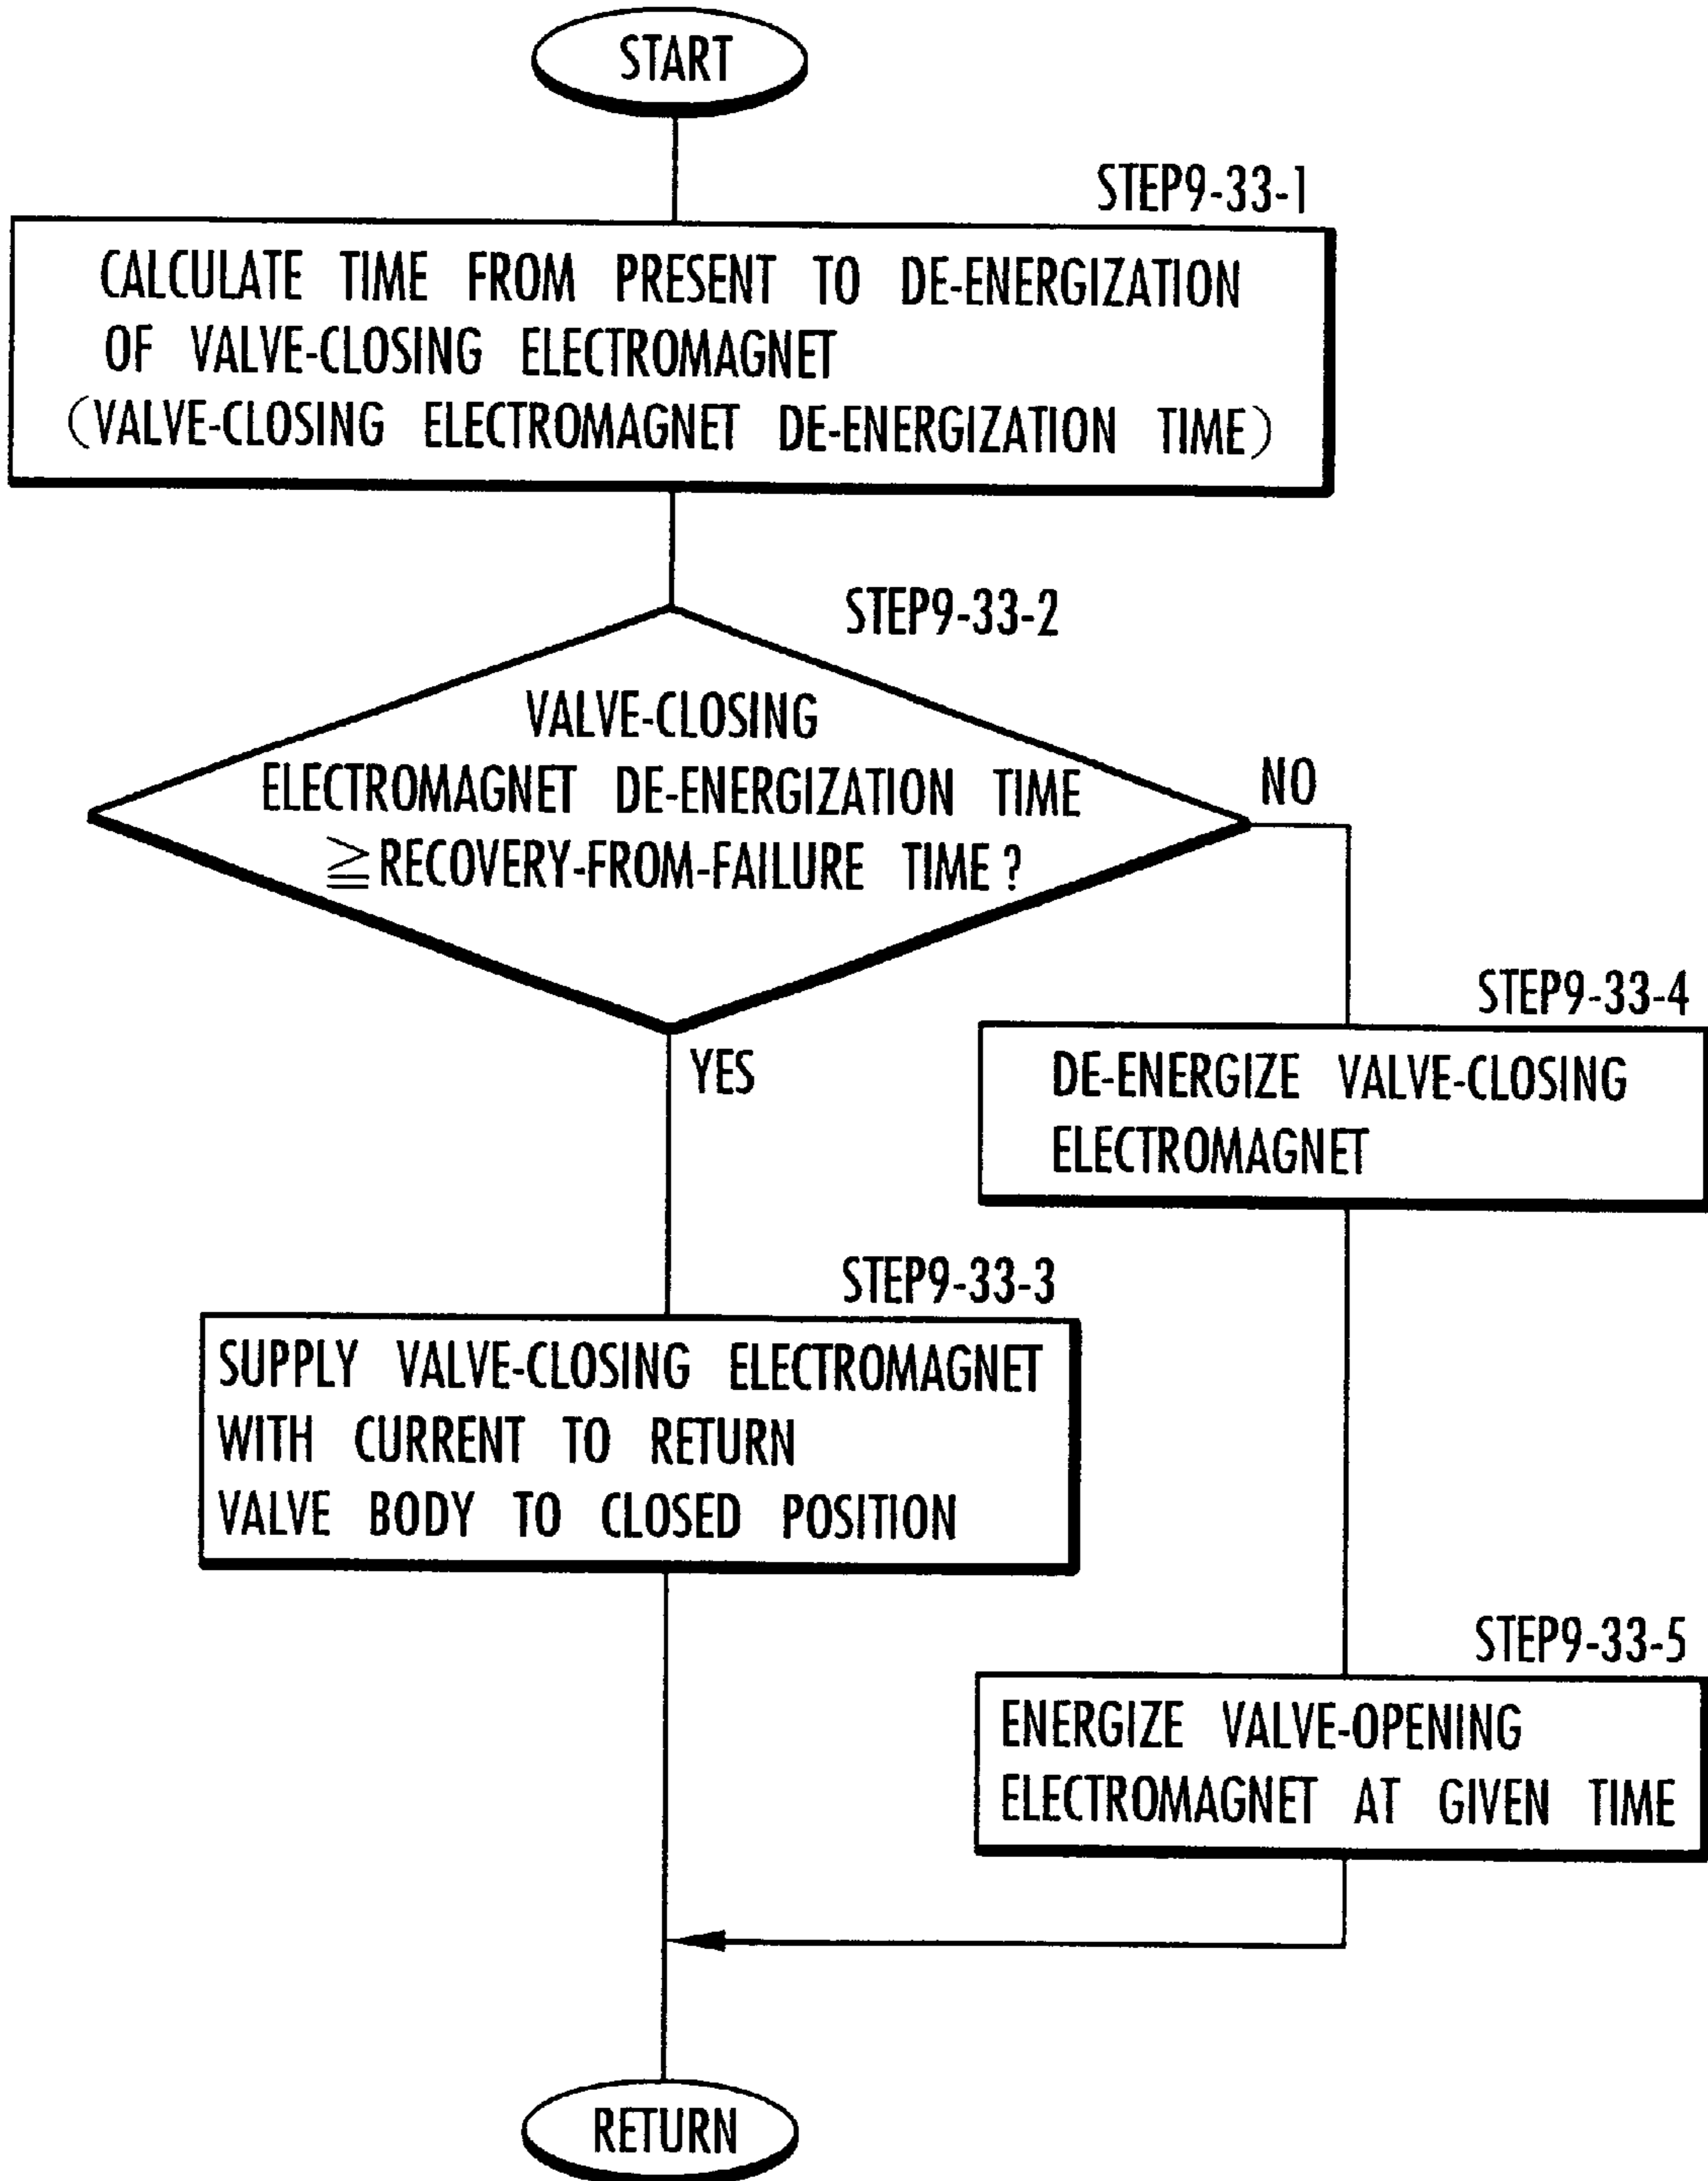 START
STEP9-33-1
CALCULATE TIME FROM PRESENT TO DE-ENERGIZATION
OF VALVE-CLOSING ELECTROMAGNET
(VALVE-CLOSING ELECTROMAGNET DE-ENERGIZATION TIME)
STEP9-33-2
VALVE-CLOSING
ELECTROMAGNET DE-ENERGIZATION TIME
≧RECOVERY-FROM-FAILURE TIME?
NO
YES
STEP9-33-4
DE-ENERGIZE VALVE-CLOSING
ELECTROMAGNET
STEP9-33-3
SUPPLY VALVE-CLOSING ELECTROMAGNET
WITH CURRENT TO RETURN
VALVE BODY TO CLOSED POSITION
STEP9-33-5
ENERGIZE VALVE-OPENING
ELECTROMAGNET AT GIVEN TIME
RETURN